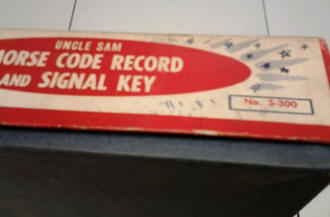 UNCLE SAM
MORSE CODE RECORD
AND SIGNAL KEY
No. S-300